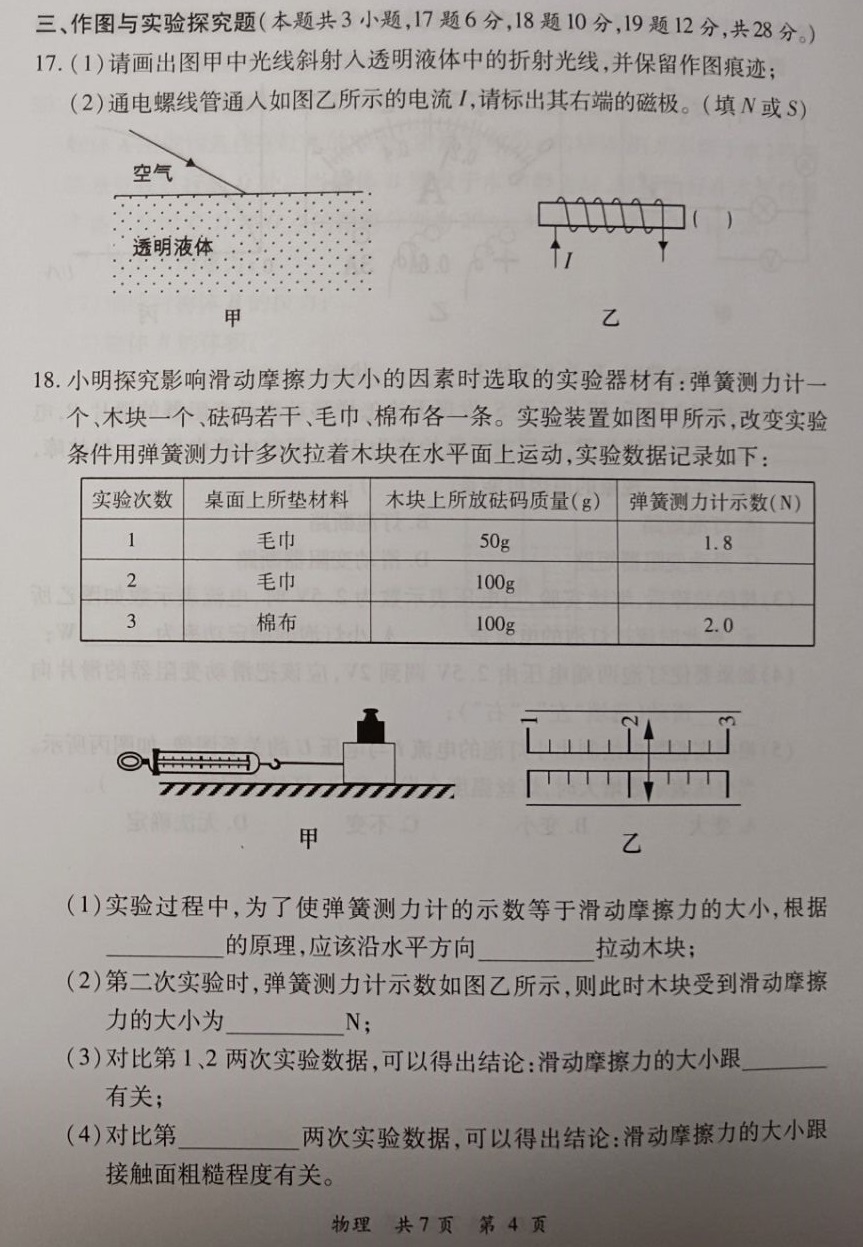 三、作图与实验探究题(本题共3小题,17题6分,18题10分,19题12分,共28分。)
17.(1)请画出图甲中光线斜射入透明液体中的折射光线,并保留作图痕迹;
(2)通电螺线管通入如图乙所示的电流I,请标出其右端的磁极。(填N或S)
空气
透明液体
( )
I
甲
乙
18.小明探究影响滑动摩擦力大小的因素时选取的实验器材有:弹簧测力计一
个、木块一个、砝码若干、毛巾、棉布各一条。实验装置如图甲所示,改变实验
条件用弹簧测力计多次拉着木块在水平面上运动,实验数据记录如下:
实验次数 桌面上所垫材料 木块上所放砝码质量(g) 弹簧测力计示数(N)
1 毛巾 50g 1.8
2 毛巾 100g
3 棉布 100g 2.0
1 2 3
甲
乙
(1)实验过程中,为了使弹簧测力计的示数等于滑动摩擦力的大小,根据
________的原理,应该沿水平方向________拉动木块;
(2)第二次实验时,弹簧测力计示数如图乙所示,则此时木块受到滑动摩擦
力的大小为________N;
(3)对比第1、2两次实验数据,可以得出结论:滑动摩擦力的大小跟______
有关;
(4)对比第________两次实验数据,可以得出结论:滑动摩擦力的大小跟
接触面粗糙程度有关。
物理 共7页 第4页